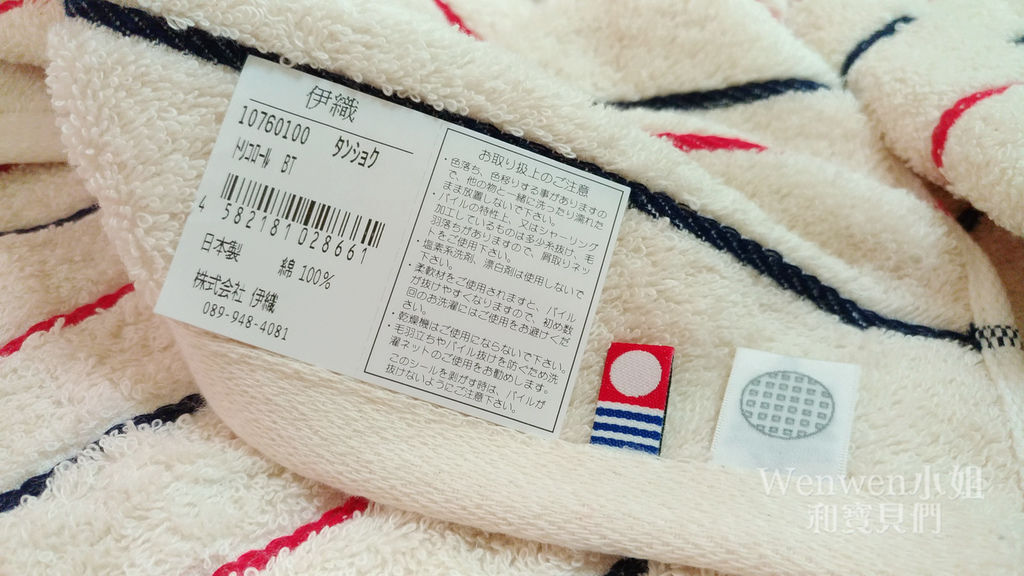 伊織
10760100 タンショク
トリコロール BT
4 582181 028661
日本製 綿 100%
株式会社 伊織
089-948-4081
お取り扱上のご注意
・色落ち、色移りする事がありますの
で、他の物と一緒に洗ったり濡れた
まま放置しないで下さい。
・パイルの特性上、又はシャーリング
加工しているものは多少糸抜け、毛
羽落ちがありますので、屑取りネッ
トをご使用下さい。
・塩素系洗剤、漂白剤は使用しないで
下さい。
・柔軟材をご使用されますと、パイル
が抜けやすくなりますので、初め数
回のお洗濯にはご使用をお避けくだ
さい。
・乾燥機はご使用にならないで下さい。
・毛羽立ちやパイル抜けを防ぐため洗
濯ネットのご使用をお勧めします。
このシールを剥がす時は、パイルが
抜けないようにご注意下さい。
Wenwen小姐
和寶貝們